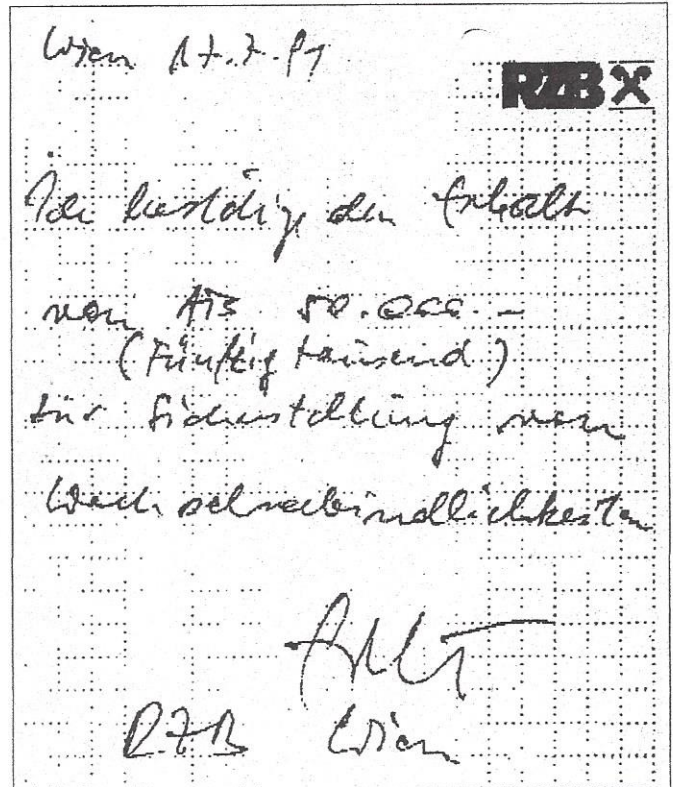 Wien 17.7.91
RZB
Ich bestätige den Erhalt
von ATS 50.000.-
(Fünfzig tausend)
zur Sicherstellung von
Wechselverbindlichkeiten
RZB Wien